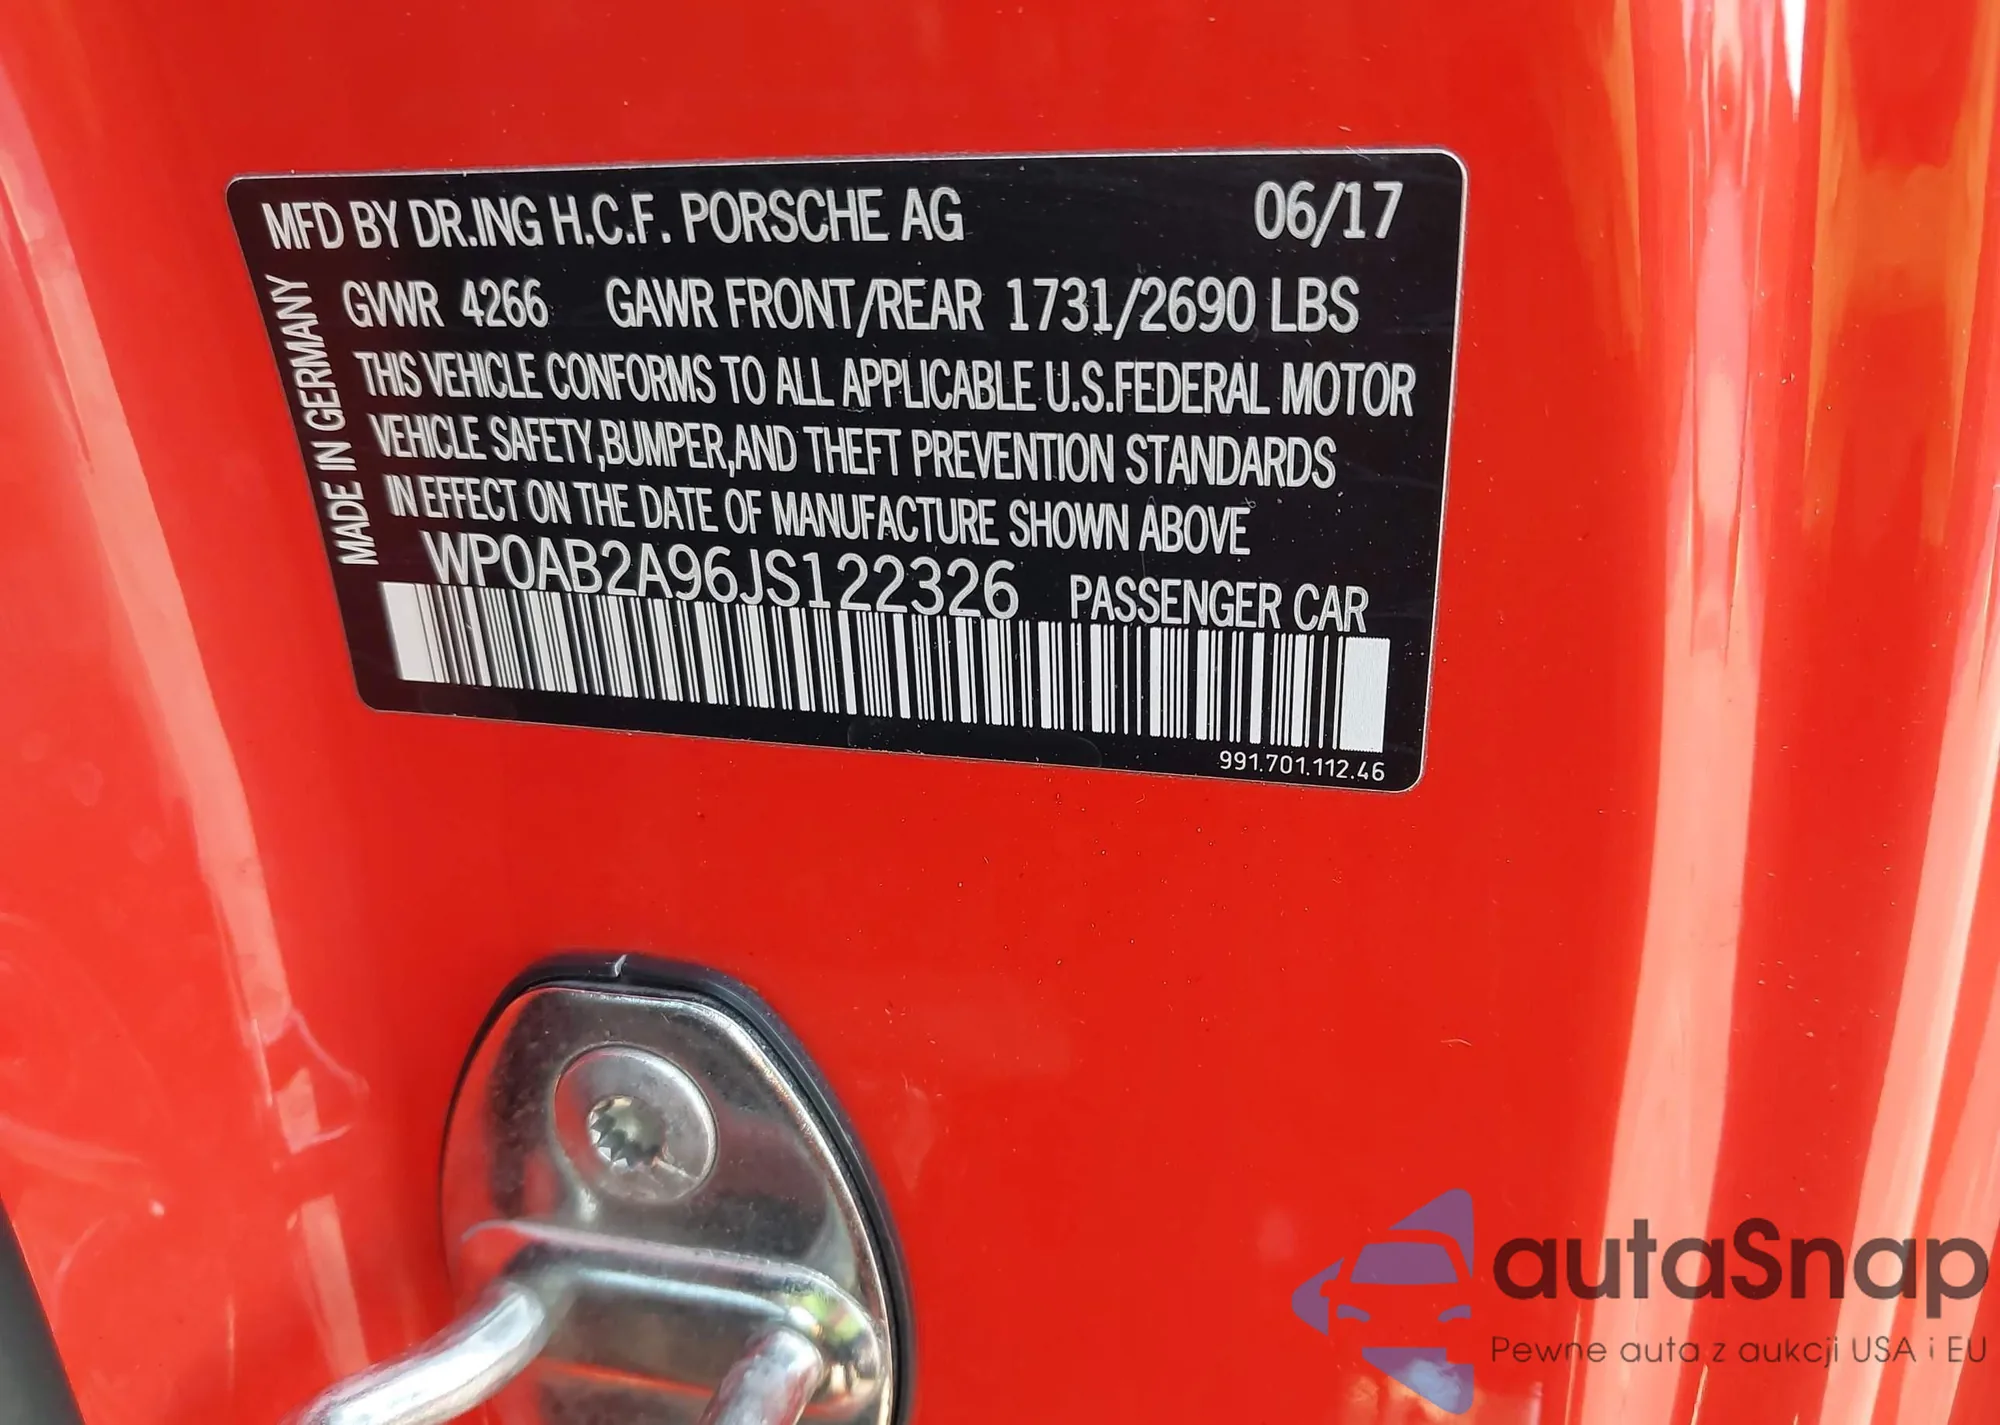 MFD BY DR.ING H.C.F. PORSCHE AG 06/17
MADE IN GERMANY
GVWR 4266 GAWR FRONT/REAR 1731/2690 LBS
THIS VEHICLE CONFORMS TO ALL APPLICABLE U.S.FEDERAL MOTOR
VEHICLE SAFETY,BUMPER,AND THEFT PREVENTION STANDARDS
IN EFFECT ON THE DATE OF MANUFACTURE SHOWN ABOVE
WP0AB2A96JS122326 PASSENGER CAR
991.701.112.46
autaSnap
Pewne auta z aukcji USA i EU